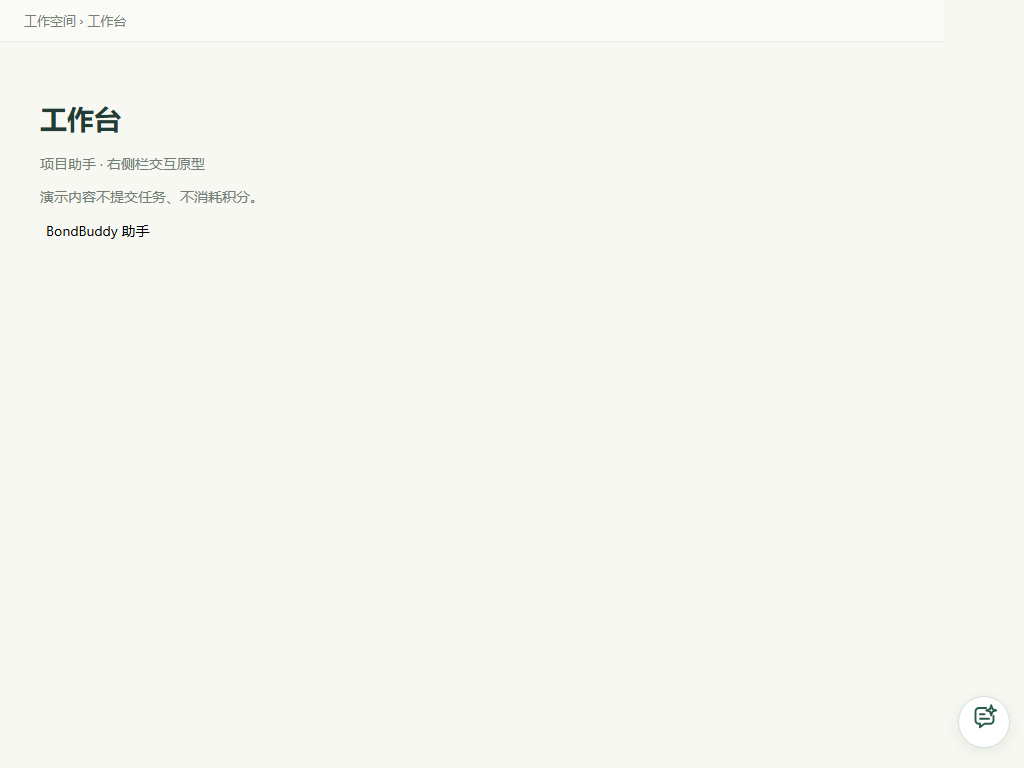 工作空间 › 工作台
工作台
项目助手 · 右侧栏交互原型
演示内容不提交任务、不消耗积分。
BondBuddy 助手